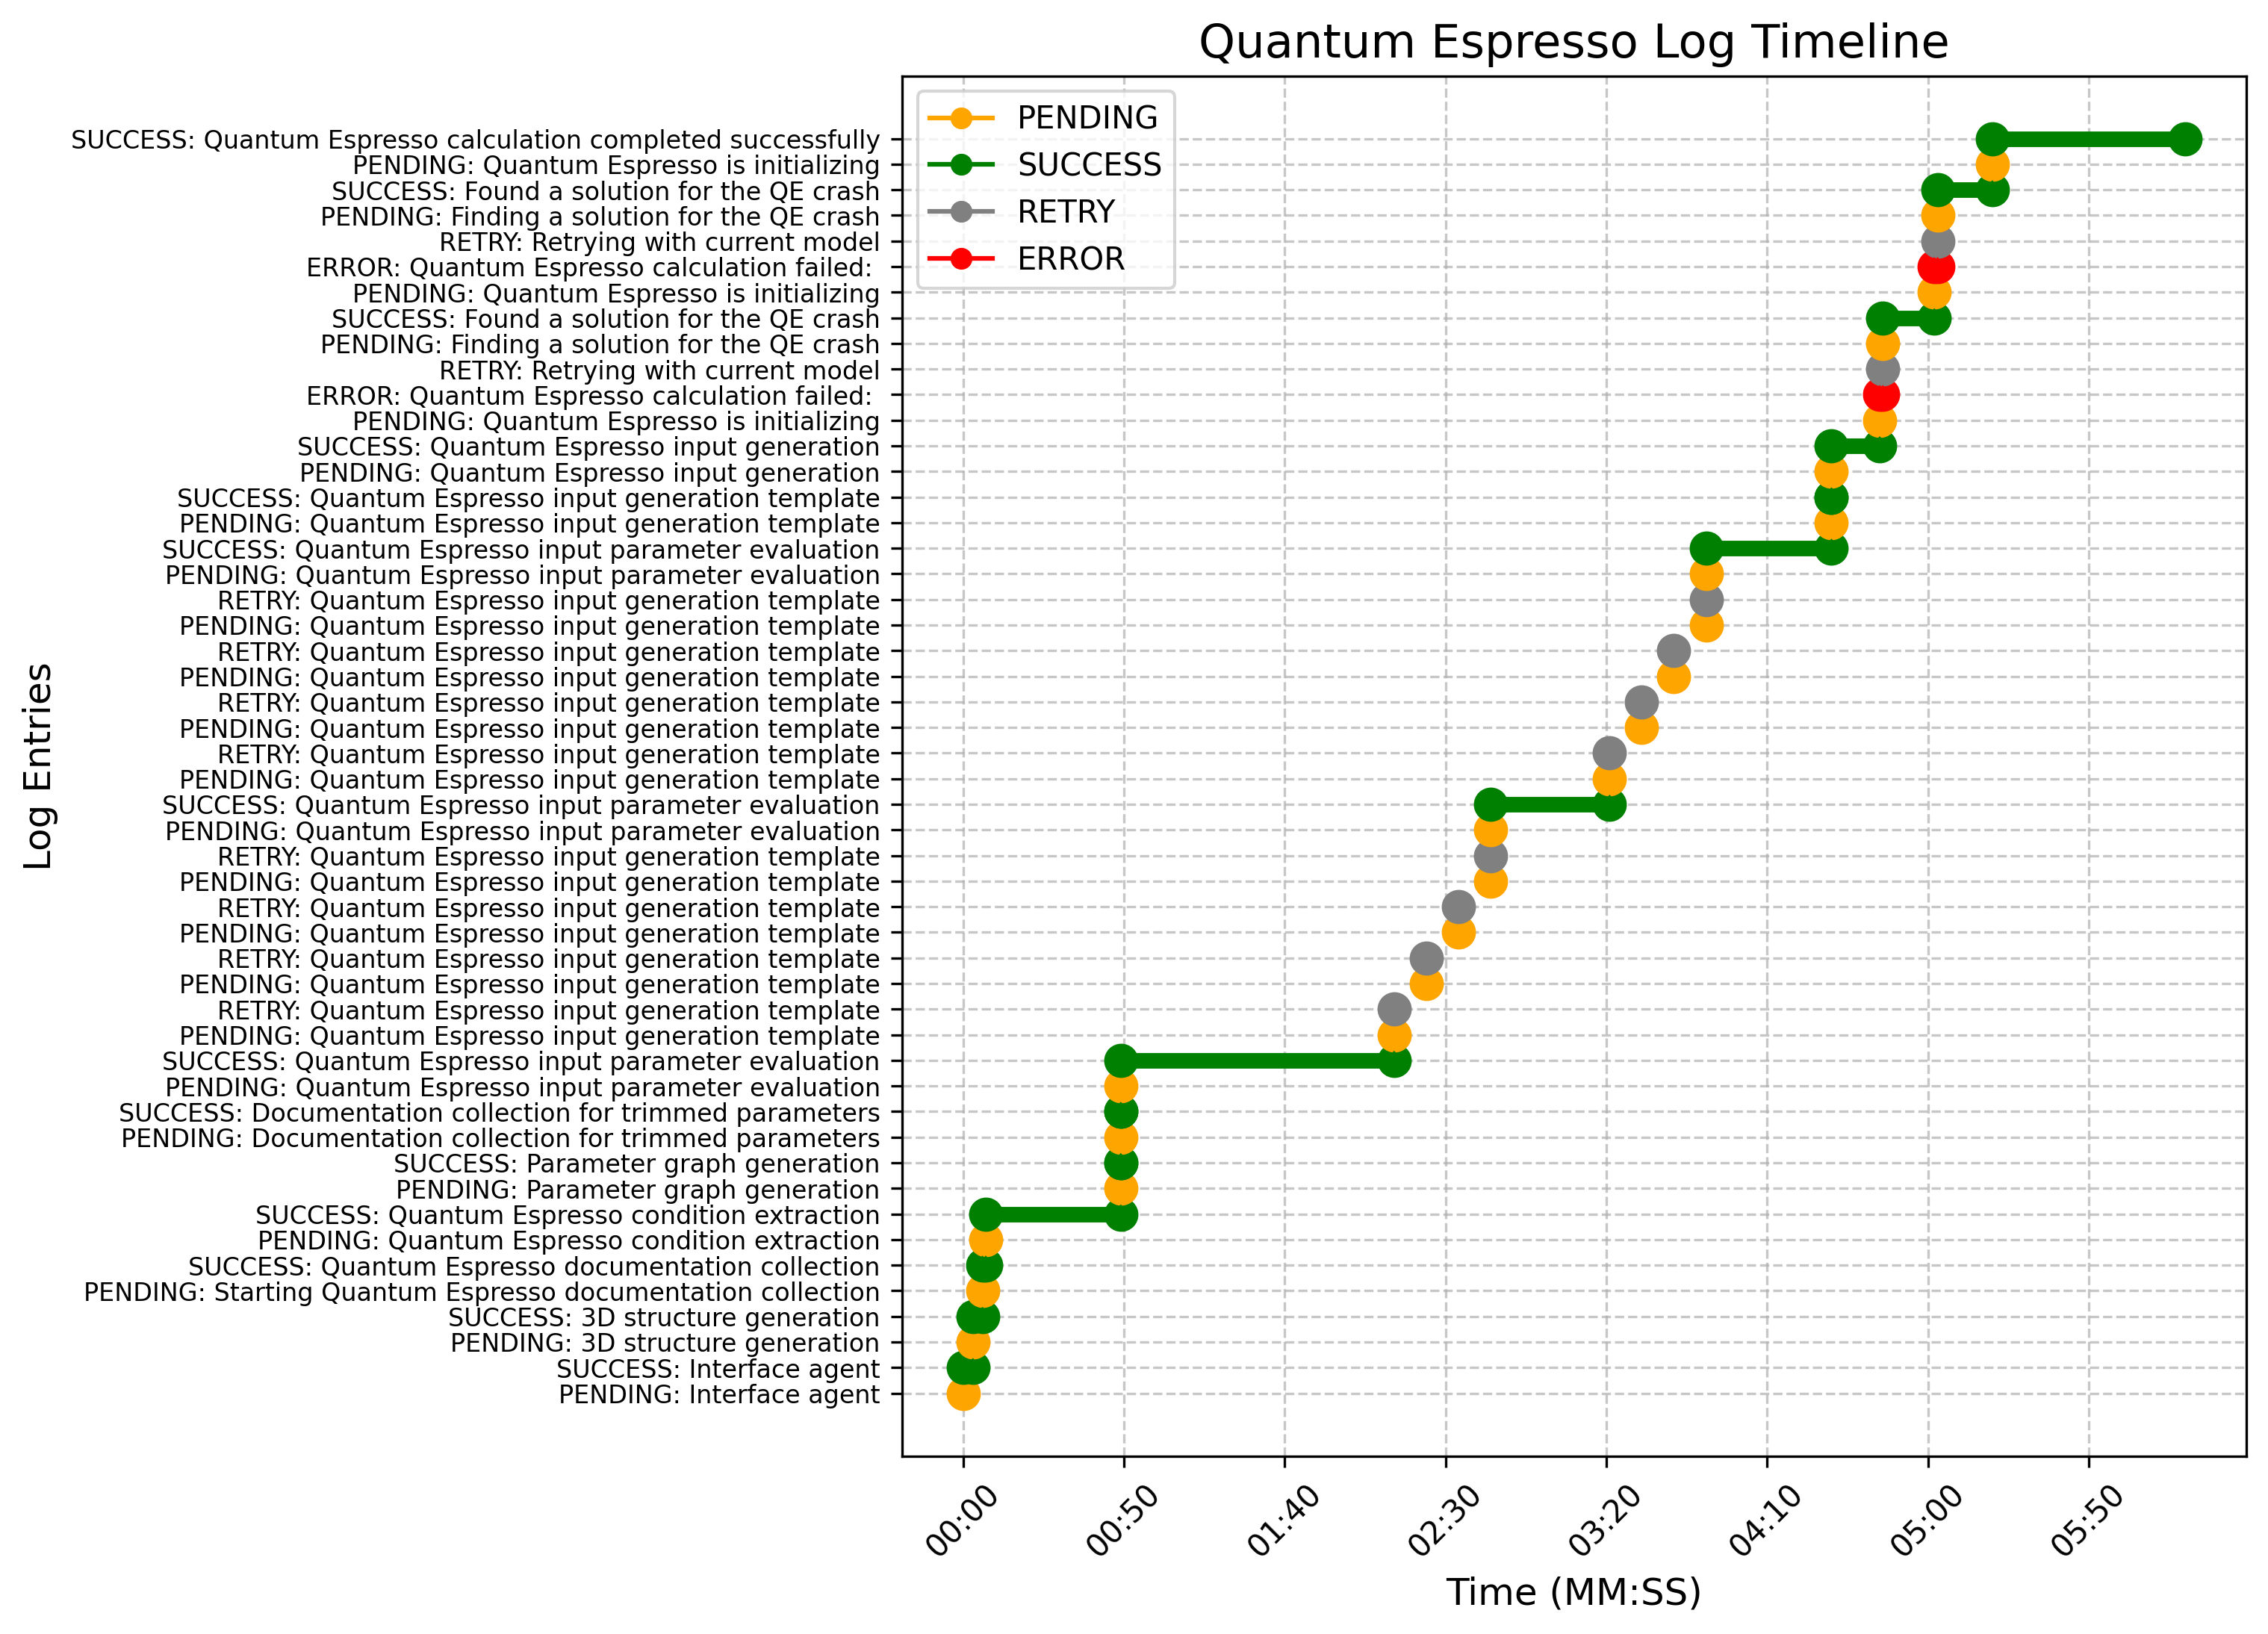 Quantum Espresso Log Timeline
PENDING
SUCCESS
RETRY
ERROR
SUCCESS: Quantum Espresso calculation completed successfully
PENDING: Quantum Espresso is initializing
SUCCESS: Found a solution for the QE crash
PENDING: Finding a solution for the QE crash
RETRY: Retrying with current model
ERROR: Quantum Espresso calculation failed:
PENDING: Quantum Espresso is initializing
SUCCESS: Found a solution for the QE crash
PENDING: Finding a solution for the QE crash
RETRY: Retrying with current model
ERROR: Quantum Espresso calculation failed:
PENDING: Quantum Espresso is initializing
SUCCESS: Quantum Espresso input generation
PENDING: Quantum Espresso input generation
SUCCESS: Quantum Espresso input generation template
PENDING: Quantum Espresso input generation template
SUCCESS: Quantum Espresso input parameter evaluation
PENDING: Quantum Espresso input parameter evaluation
RETRY: Quantum Espresso input generation template
PENDING: Quantum Espresso input generation template
RETRY: Quantum Espresso input generation template
PENDING: Quantum Espresso input generation template
RETRY: Quantum Espresso input generation template
PENDING: Quantum Espresso input generation template
RETRY: Quantum Espresso input generation template
PENDING: Quantum Espresso input generation template
SUCCESS: Quantum Espresso input parameter evaluation
PENDING: Quantum Espresso input parameter evaluation
RETRY: Quantum Espresso input generation template
PENDING: Quantum Espresso input generation template
RETRY: Quantum Espresso input generation template
PENDING: Quantum Espresso input generation template
RETRY: Quantum Espresso input generation template
PENDING: Quantum Espresso input generation template
RETRY: Quantum Espresso input generation template
PENDING: Quantum Espresso input generation template
SUCCESS: Quantum Espresso input parameter evaluation
PENDING: Quantum Espresso input parameter evaluation
SUCCESS: Documentation collection for trimmed parameters
PENDING: Documentation collection for trimmed parameters
SUCCESS: Parameter graph generation
PENDING: Parameter graph generation
SUCCESS: Quantum Espresso condition extraction
PENDING: Quantum Espresso condition extraction
SUCCESS: Quantum Espresso documentation collection
PENDING: Starting Quantum Espresso documentation collection
SUCCESS: 3D structure generation
PENDING: 3D structure generation
SUCCESS: Interface agent
PENDING: Interface agent
Log Entries
00:00
00:50
01:40
02:30
03:20
04:10
05:00
05:50
Time (MM:SS)